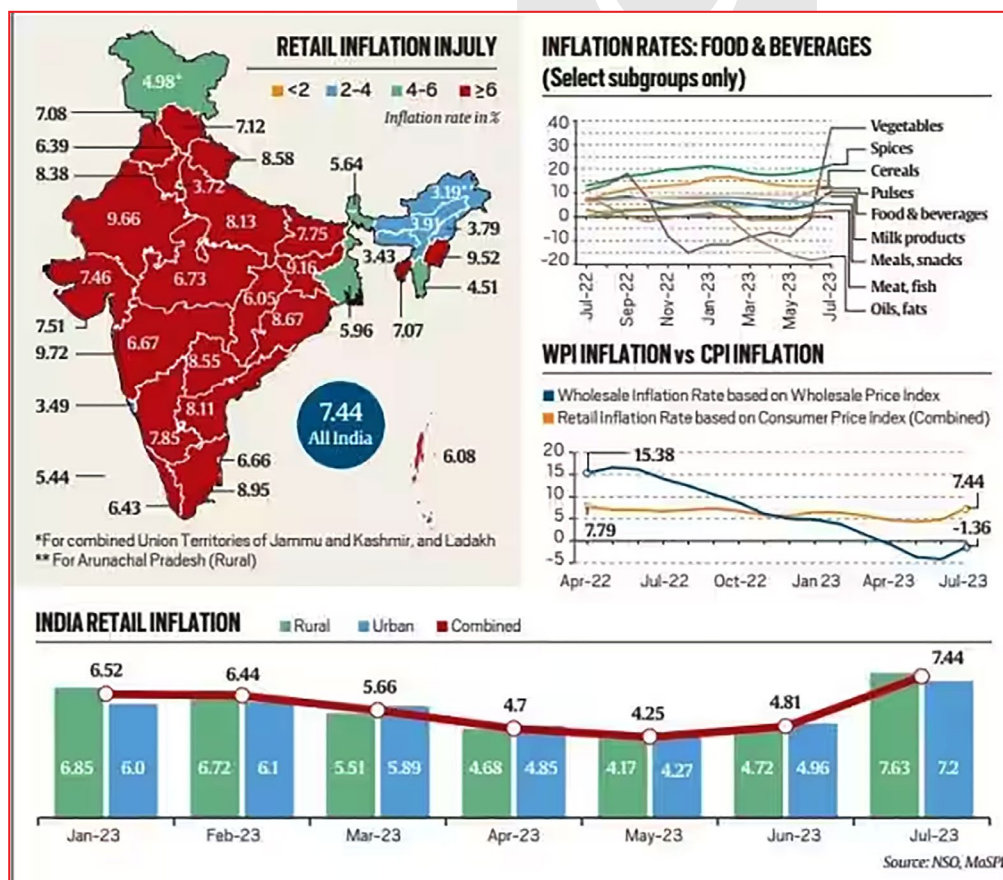 RETAIL INFLATION IN JULY
<2 2-4 4-6 ≥6
Inflation rate in %
4.98*
7.08
7.12
6.39
8.58
8.38
3.72
5.64
3.19**
9.66
8.13
7.75
3.91
3.79
3.43
9.52
7.46
6.73
9.16
4.51
6.05
7.51
8.67
5.96
7.07
9.72
6.67
8.55
3.49
8.11
7.44
All India
7.85
6.08
5.44
6.66
8.95
6.43
*For combined Union Territories of Jammu and Kashmir, and Ladakh
** For Arunachal Pradesh (Rural)
INFLATION RATES: FOOD & BEVERAGES
(Select subgroups only)
40
30
20
10
0
-10
-20
Vegetables
Spices
Cereals
Pulses
Food & beverages
Milk products
Meals, snacks
Meat, fish
Oils, fats
Jul-22 Sep-22 Nov-22 Jan-23 Mar-23 May-23 Jul-23
WPI INFLATION vs CPI INFLATION
Wholesale Inflation Rate based on Wholesale Price Index
Retail Inflation Rate based on Consumer Price Index (Combined)
20
15
10
5
0
-5
15.38
7.44
7.79
-1.36
Apr-22 Jul-22 Oct-22 Jan 23 Apr-23 Jul-23
INDIA RETAIL INFLATION Rural Urban Combined
6.52 6.44 5.66 4.7 4.25 4.81 7.44
6.85 6.0 6.72 6.1 5.51 5.89 4.68 4.85 4.17 4.27 4.72 4.96 7.63 7.2
Jan-23 Feb-23 Mar-23 Apr-23 May-23 Jun-23 Jul-23
Source: NSO, MoSPI